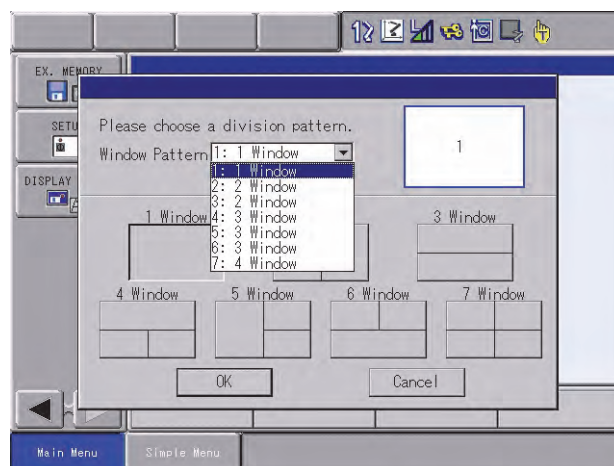 EX. MEMORY
SETU
DISPLAY
Please choose a division pattern.
Window Pattern 1: 1 Window
1: 1 Window
2: 2 Window
3: 2 Window
4: 3 Window
5: 3 Window
6: 3 Window
7: 4 Window
1
1 Window
3 Window
4 Window
5 Window
6 Window
7 Window
OK
Cancel
Main Menu
Simple Menu